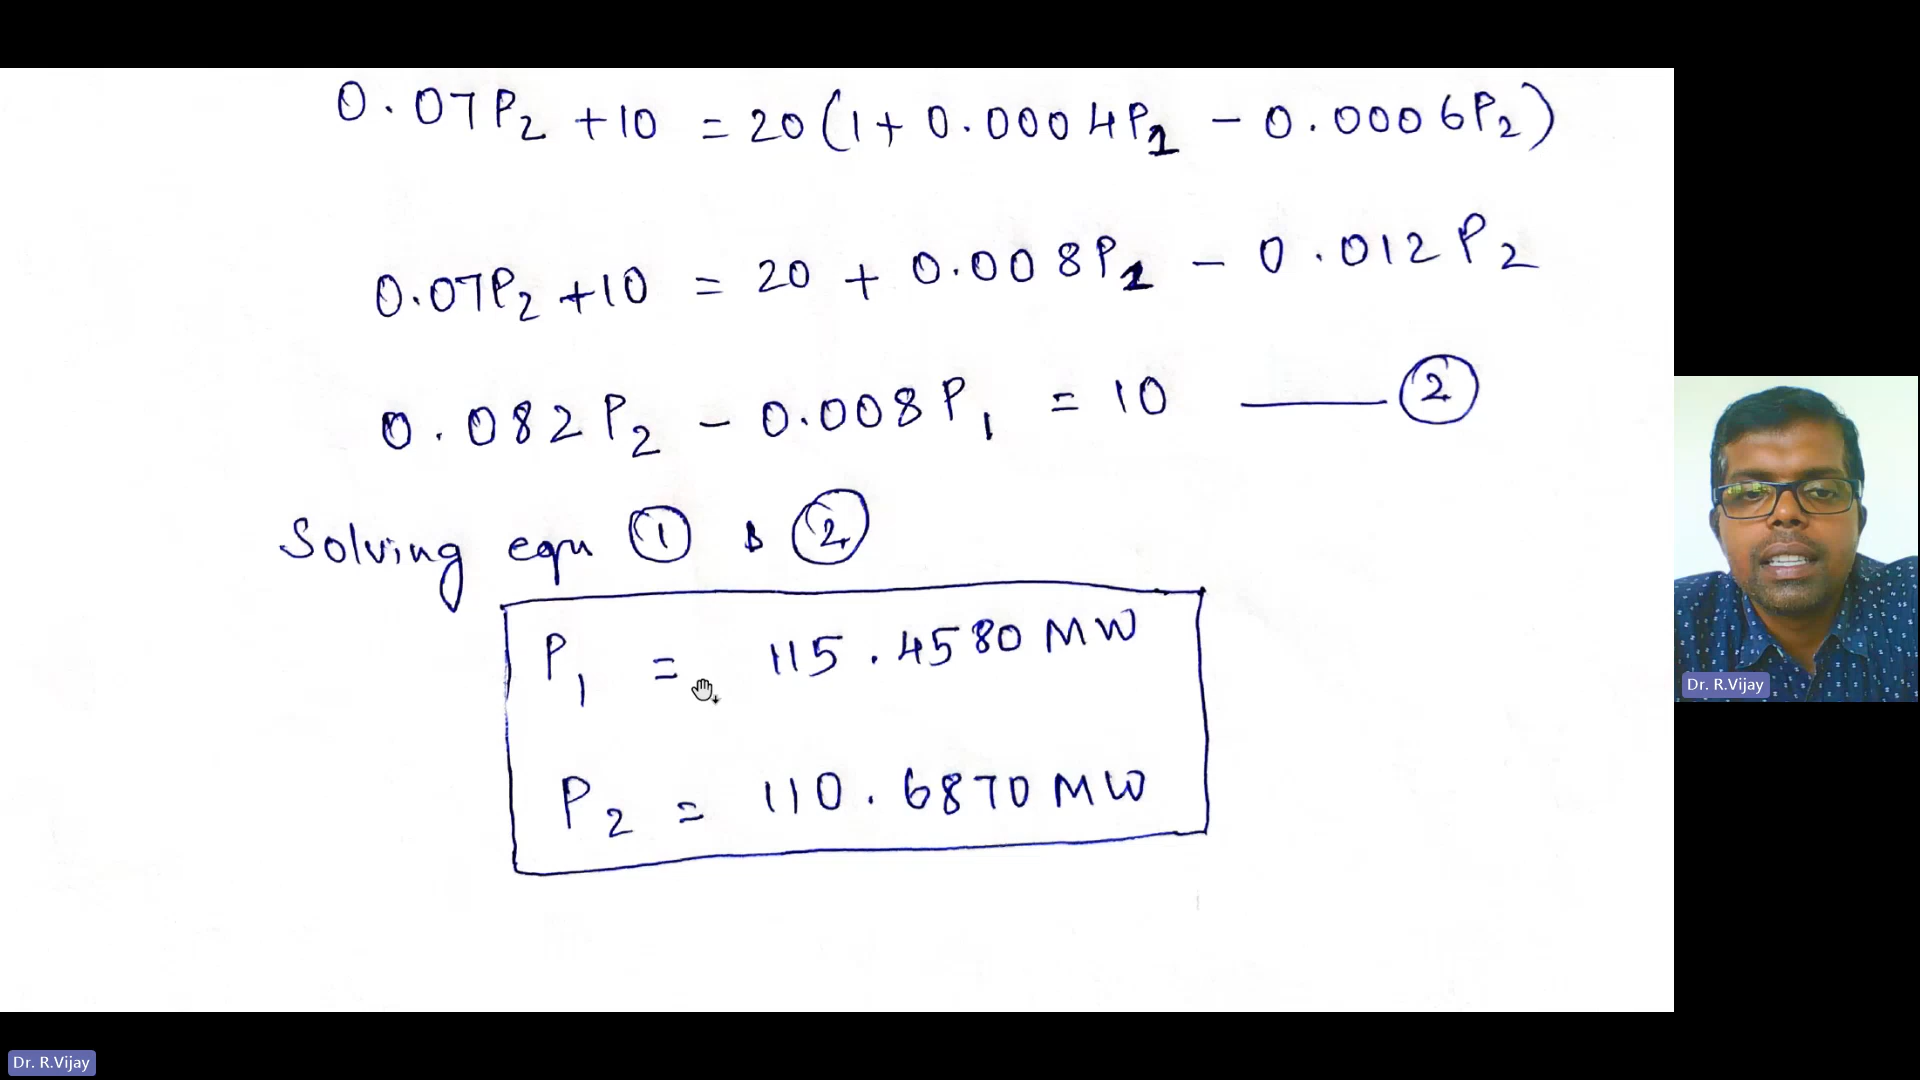 0.07P₂ + 10 = 20(1 + 0.0004P₁ - 0.0006P₂)
0.07P₂ + 10 = 20 + 0.008P₁ - 0.012P₂
0.082P₂ - 0.008P₁ = 10 —— ②
Solving equ ① & ②
P₁ = 115.4580 MW
P₂ = 110.6870 MW
Dr. R.Vijay
Dr. R.Vijay